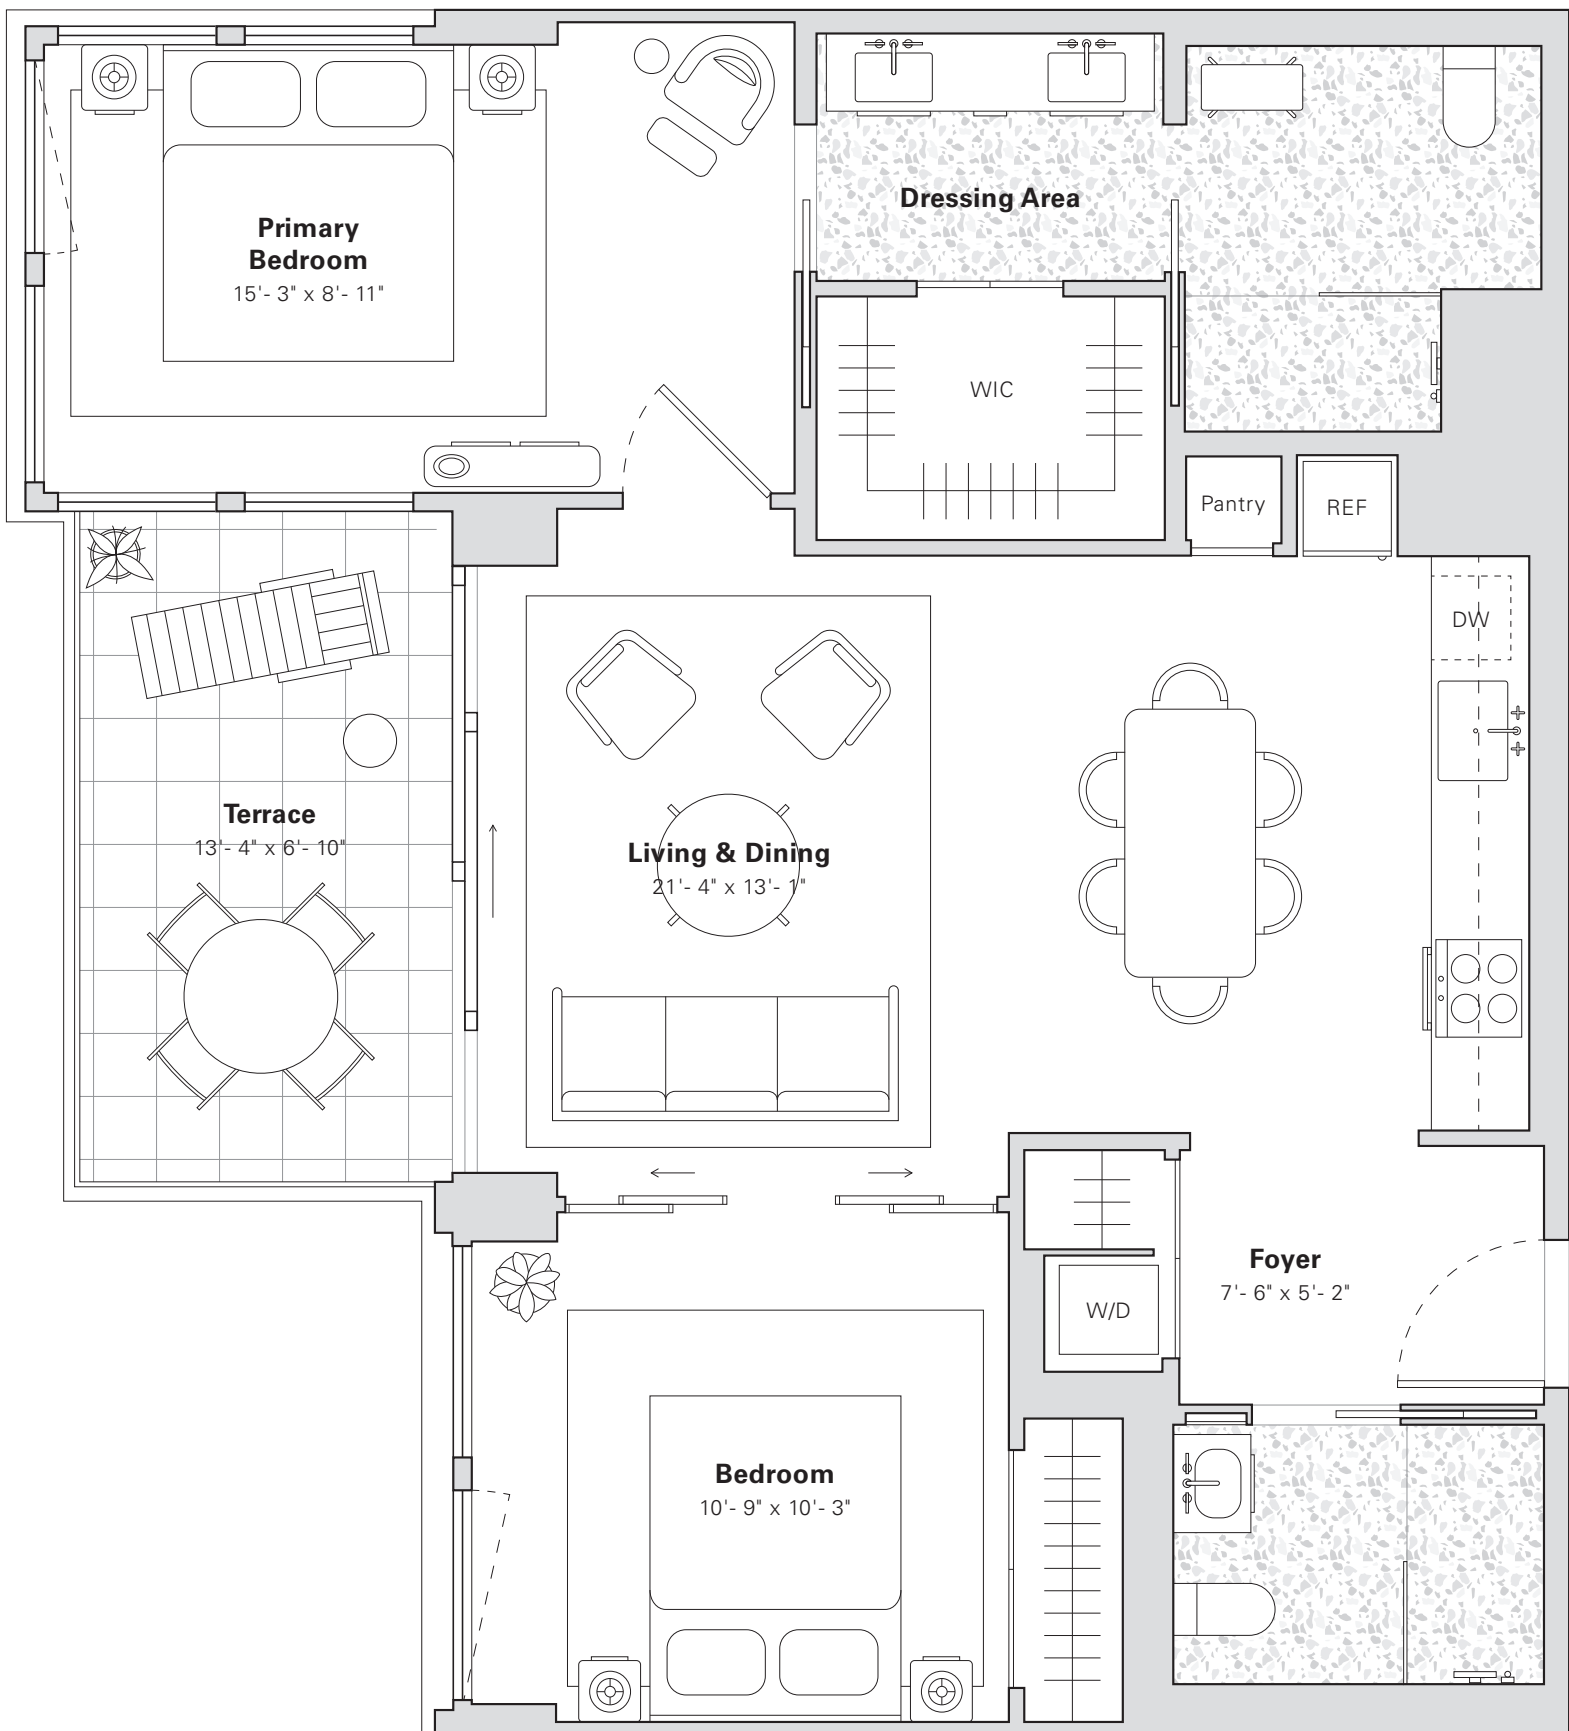 Primary
Bedroom
15'- 3" x 8'- 11"
Dressing Area
WIC
Pantry
REF
DW
Terrace
13'- 4" x 6'- 10"
Living & Dining
21'- 4" x 13'- 1"
Foyer
7'- 6" x 5'- 2"
W/D
Bedroom
10'- 9" x 10'- 3"